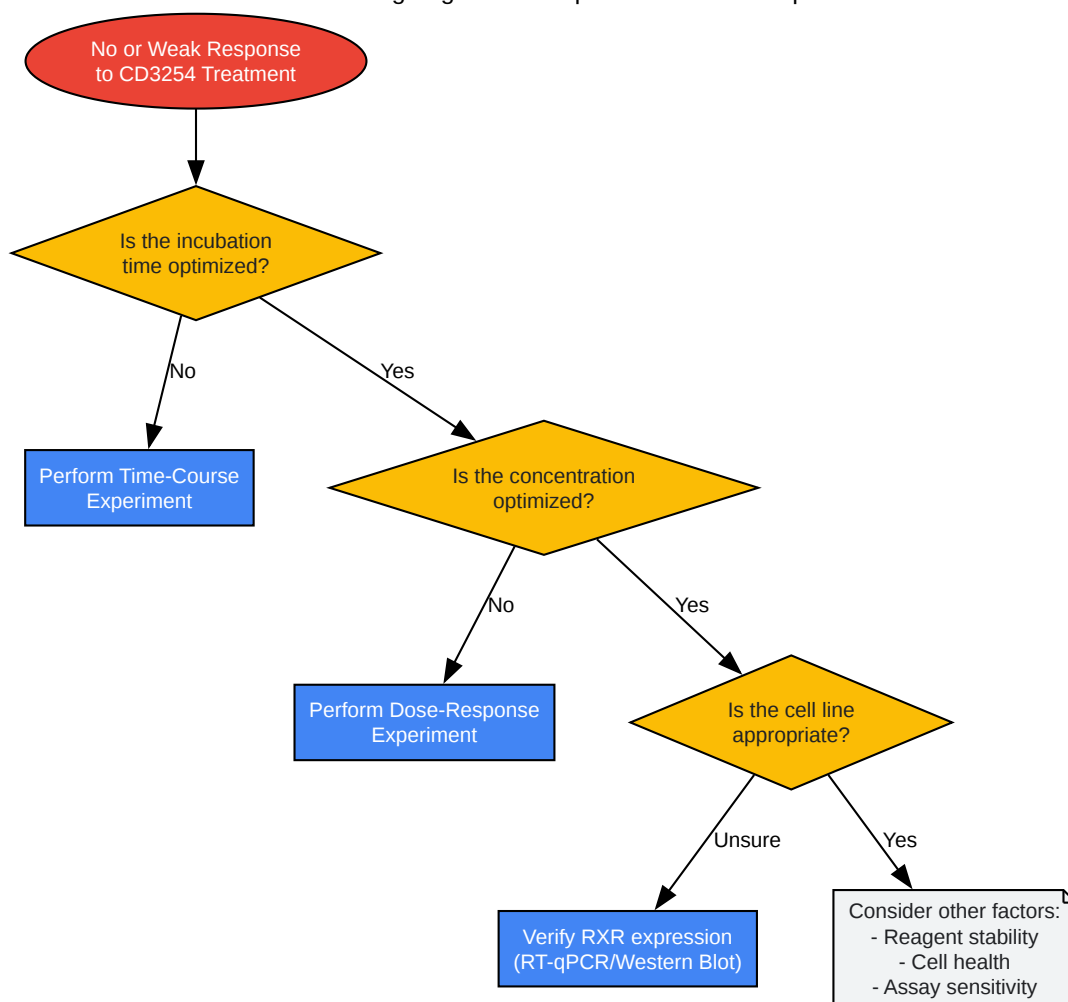 No or Weak Response
to CD3254 Treatment
Is the incubation
time optimized?
No
Yes
Perform Time-Course
Experiment
Is the concentration
optimized?
No
Yes
Perform Dose-Response
Experiment
Is the cell line
appropriate?
Unsure
Yes
Verify RXR expression
(RT-qPCR/Western Blot)
Consider other factors:
- Reagent stability
- Cell health
- Assay sensitivity